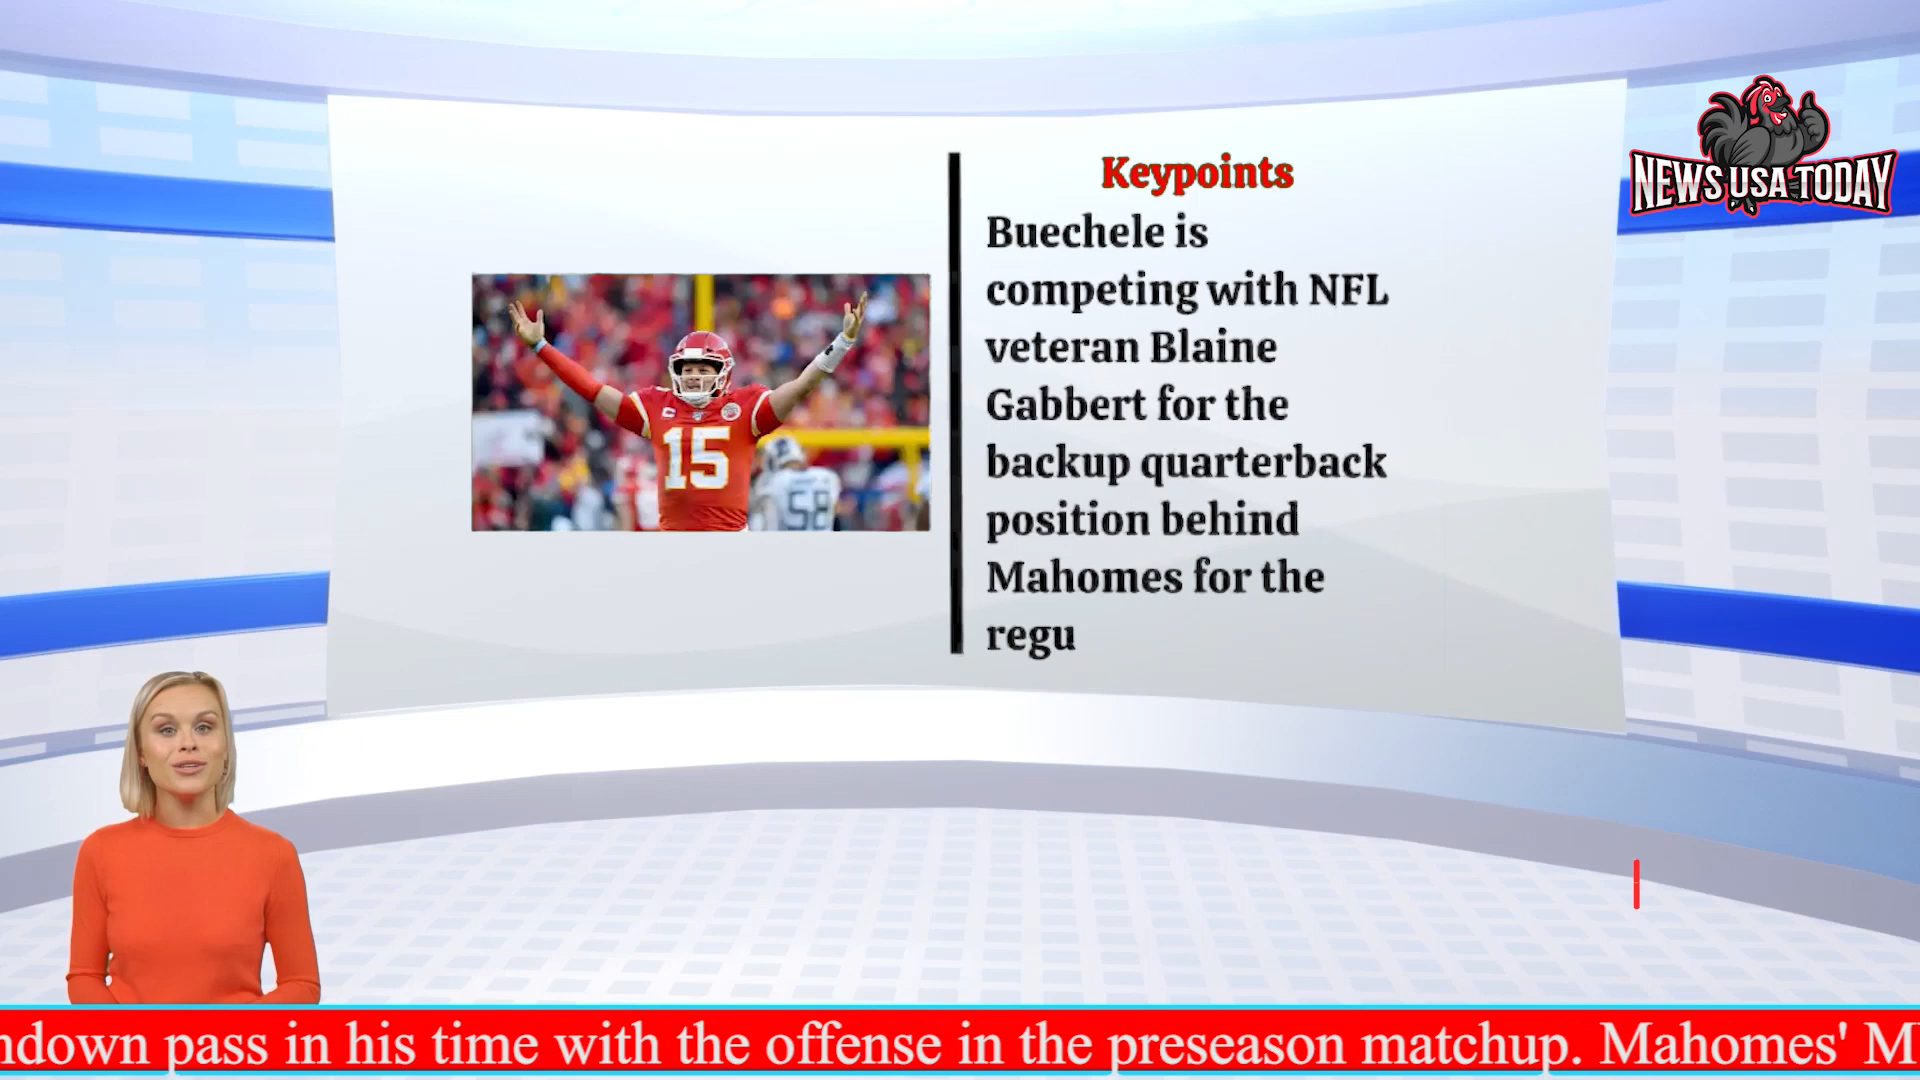 NEWS USA TODAY
Keypoints
Buechele is
competing with NFL
veteran Blaine
Gabbert for the
backup quarterback
position behind
Mahomes for the
regu
15
58
ndown pass in his time with the offense in the preseason matchup. Mahomes' M